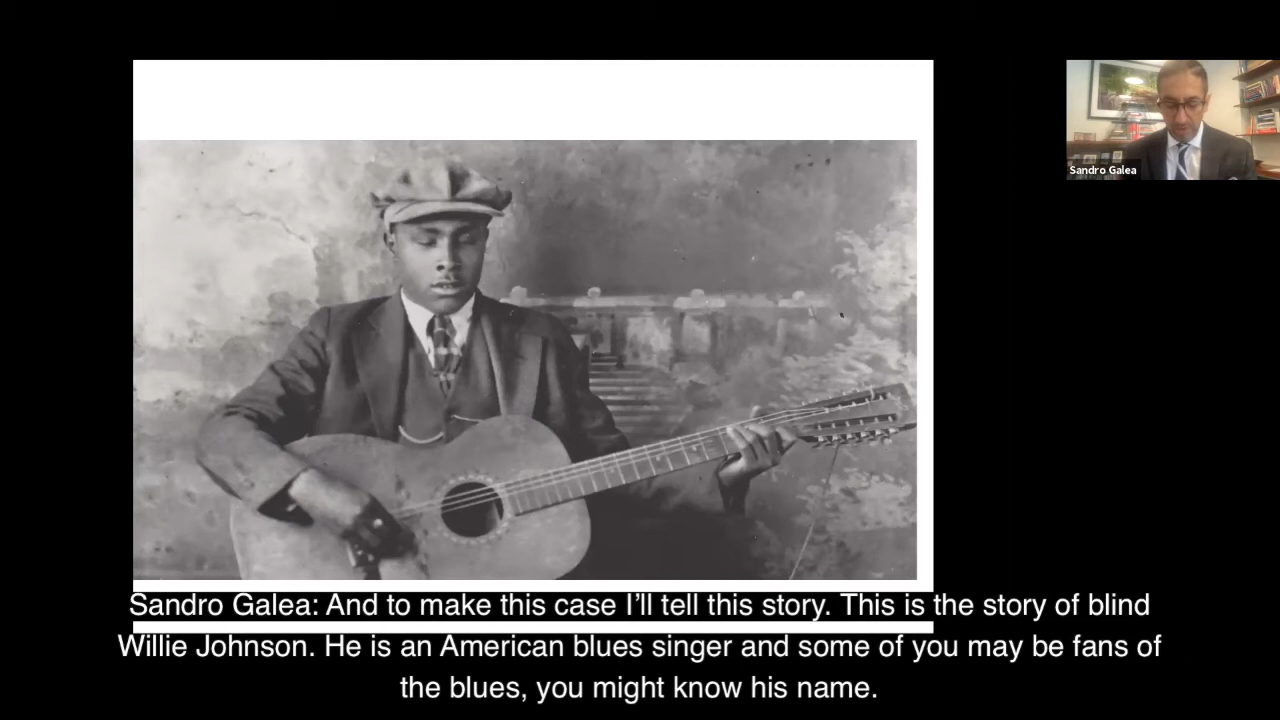 Sandro Galea
Sandro Galea: And to make this case I'll tell this story. This is the story of blind
Willie Johnson. He is an American blues singer and some of you may be fans of
the blues, you might know his name.